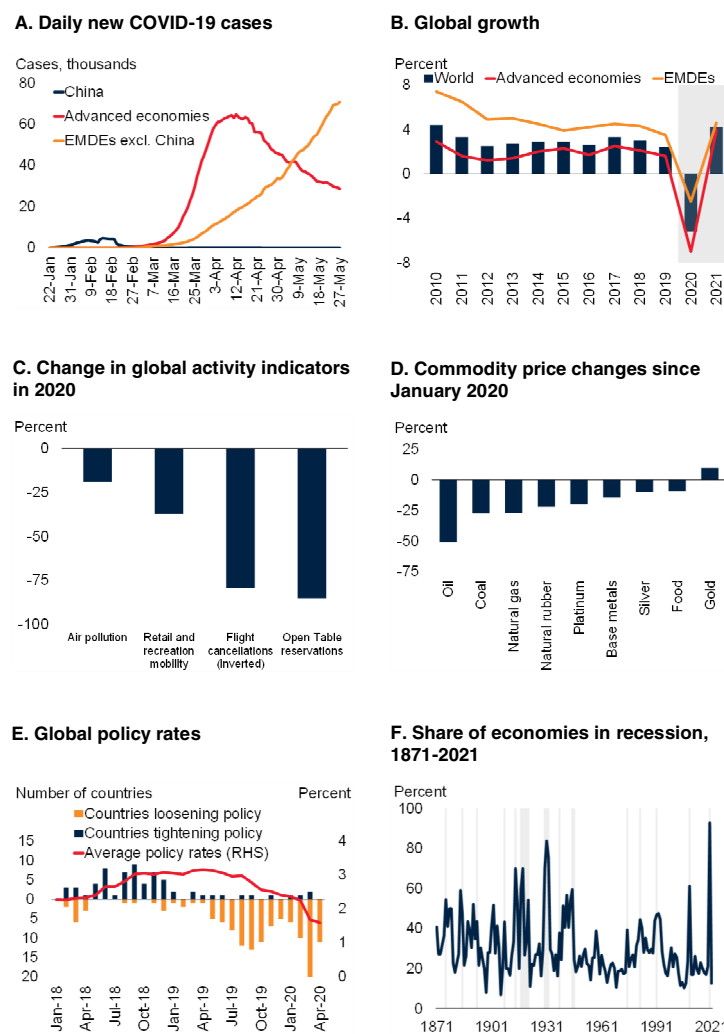 A. Daily new COVID-19 cases
Cases, thousands
80
60
40
20
0
China
Advanced economies
EMDEs excl. China
22-Jan
31-Jan
9-Feb
18-Feb
27-Feb
7-Mar
16-Mar
25-Mar
3-Apr
12-Apr
21-Apr
30-Apr
9-May
18-May
27-May
B. Global growth
Percent
8
4
0
-4
-8
World
Advanced economies
EMDEs
2010
2011
2012
2013
2014
2015
2016
2017
2018
2019
2020
2021
C. Change in global activity indicators
in 2020
Percent
0
-25
-50
-75
-100
Air pollution
Retail and
recreation
mobility
Flight
cancellations
(inverted)
Open Table
reservations
D. Commodity price changes since
January 2020
Percent
25
0
-25
-50
-75
Oil
Coal
Natural gas
Natural rubber
Platinum
Base metals
Silver
Food
Gold
E. Global policy rates
Number of countries
Percent
Countries loosening policy
Countries tightening policy
Average policy rates (RHS)
15
10
5
0
5
10
15
20
4
3
2
1
0
Jan-18
Apr-18
Jul-18
Oct-18
Jan-19
Apr-19
Jul-19
Oct-19
Jan-20
Apr-20
F. Share of economies in recession,
1871-2021
Percent
100
80
60
40
20
0
1871
1901
1931
1961
1991
2021